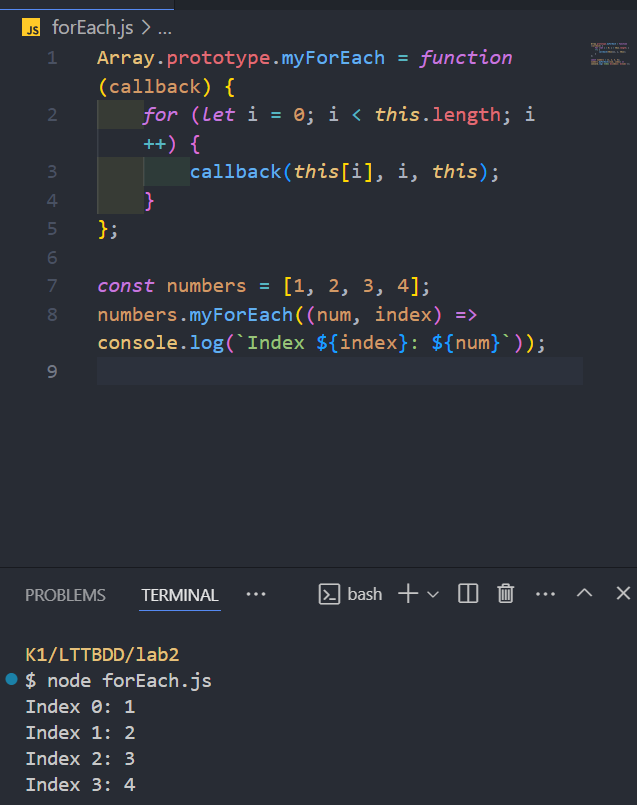 JS forEach.js > ...
1 Array.prototype.myForEach = function
(callback) {
2 for (let i = 0; i < this.length; i
++) {
3 callback(this[i], i, this);
4 }
5 };
6
7 const numbers = [1, 2, 3, 4];
8 numbers.myForEach((num, index) =>
console.log(`Index ${index}: ${num}`));
9
PROBLEMS TERMINAL ... bash ...
K1/LTTBDD/lab2
$ node forEach.js
Index 0: 1
Index 1: 2
Index 2: 3
Index 3: 4